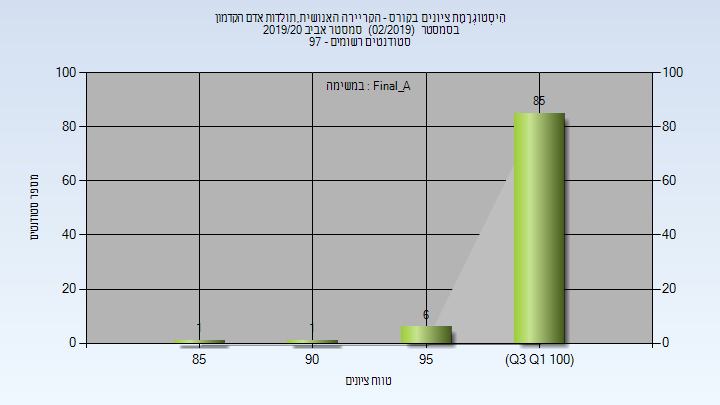 הִיסְטוֹגְרָמַת ציונים בקורס - הקריירה האנושית,תולדות אדם הקדמון
בסמסטר (02/2019) סמסטר אביב 2019/20
סטודנטים רשומים - 97
במשימה : Final_A
100 100
85
80 80
60 60
40 40
20 20
6
1 1
0 0
מספר סטודנטים
85 90 95 (Q3 Q1 100)
טווח ציונים